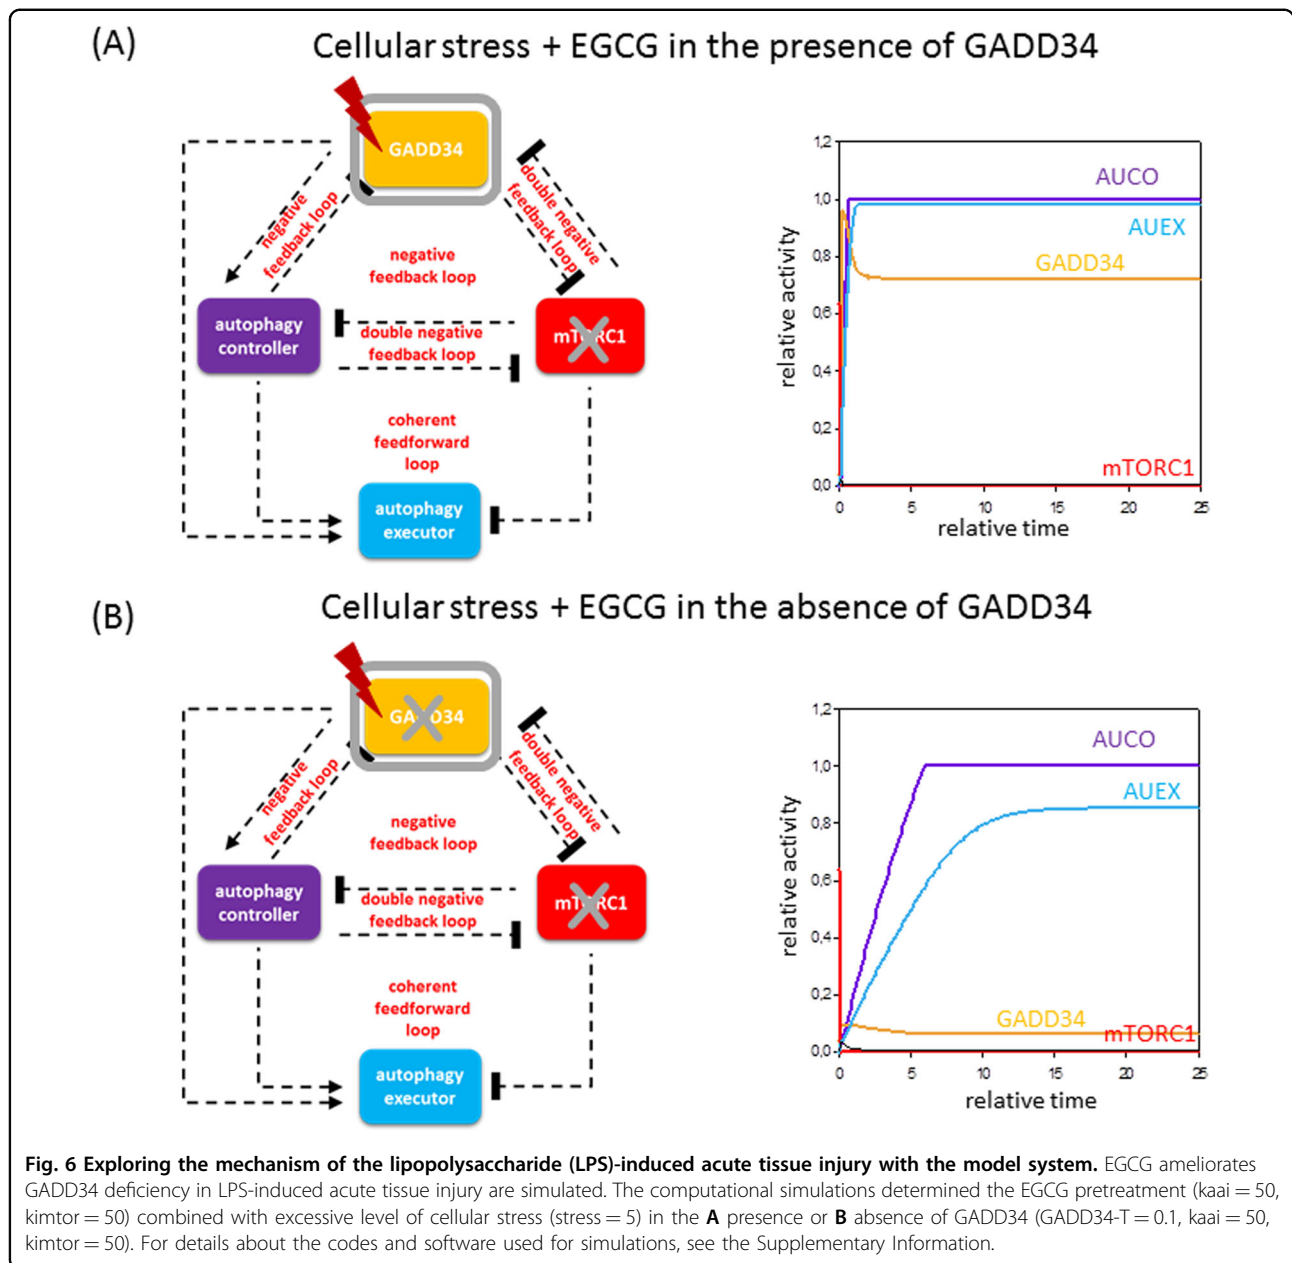 (A)
Cellular stress + EGCG in the presence of GADD34
GADD34
negative
feedback loop
double negative
feedback loop
negative
feedback loop
autophagy
controller
double negative
feedback loop
mTORC1
coherent
feedforward
loop
autophagy
executor
relative activity
1,2
1,0
0,8
0,6
0,4
0,2
0,0
AUCO
AUEX
GADD34
mTORC1
0
5
10
15
20
25
relative time
(B)
Cellular stress + EGCG in the absence of GADD34
GADD34
negative
feedback loop
double negative
feedback loop
negative
feedback loop
autophagy
controller
double negative
feedback loop
mTORC1
coherent
feedforward
loop
autophagy
executor
relative activity
1,2
1,0
0,8
0,6
0,4
0,2
0,0
AUCO
AUEX
GADD34
mTORC1
0
5
10
15
20
25
relative time
Fig. 6 Exploring the mechanism of the lipopolysaccharide (LPS)-induced acute tissue injury with the model system. EGCG ameliorates
GADD34 deficiency in LPS-induced acute tissue injury are simulated. The computational simulations determined the EGCG pretreatment (kaai = 50,
kimtor = 50) combined with excessive level of cellular stress (stress = 5) in the A presence or B absence of GADD34 (GADD34-T = 0.1, kaai = 50,
kimtor = 50). For details about the codes and software used for simulations, see the Supplementary Information.